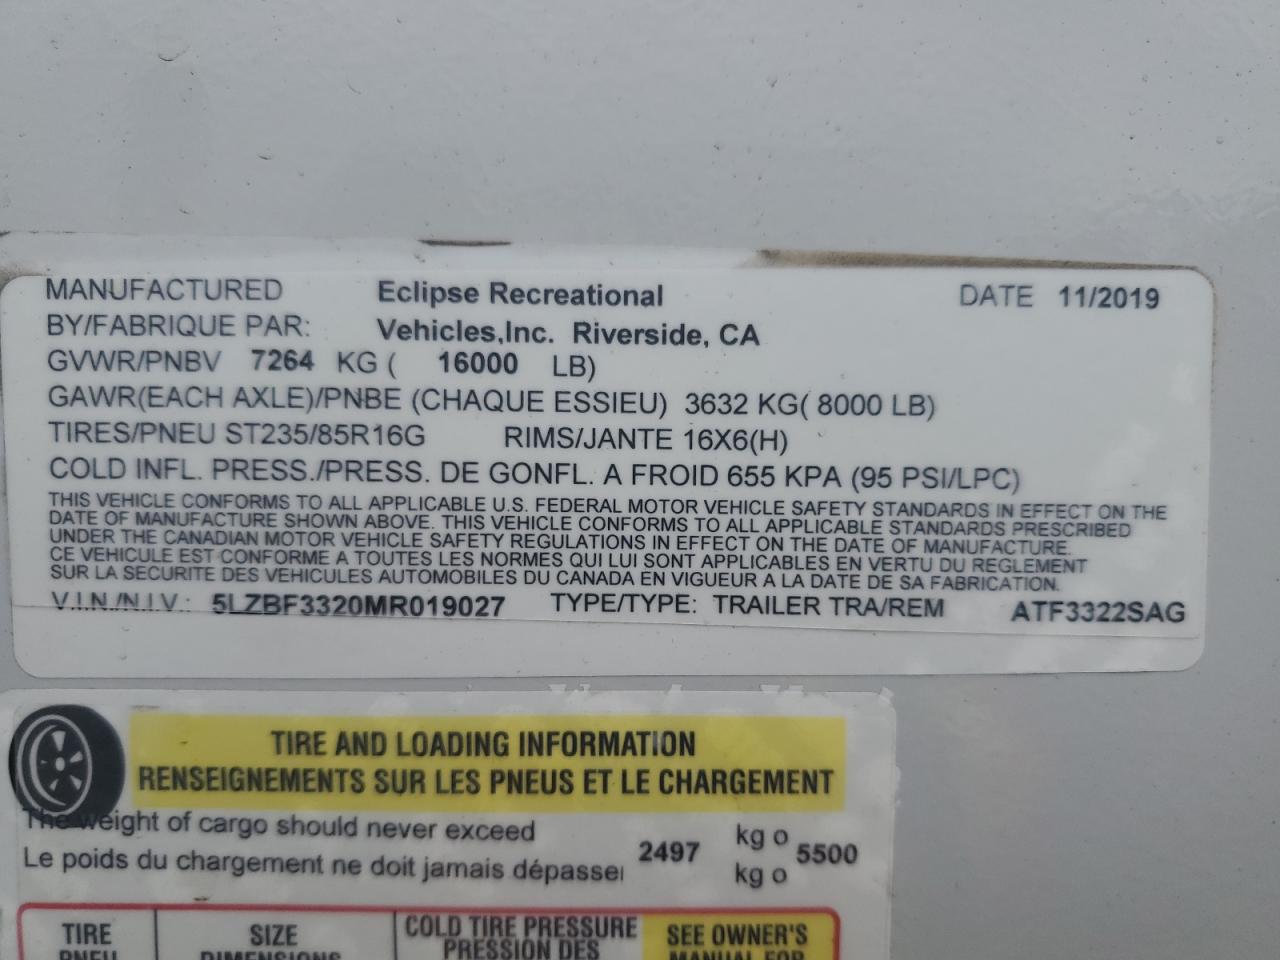 MANUFACTURED Eclipse Recreational DATE 11/2019
BY/FABRIQUE PAR: Vehicles,Inc. Riverside, CA
GVWR/PNBV 7264 KG ( 16000 LB)
GAWR(EACH AXLE)/PNBE (CHAQUE ESSIEU) 3632 KG( 8000 LB)
TIRES/PNEU ST235/85R16G RIMS/JANTE 16X6(H)
COLD INFL. PRESS./PRESS. DE GONFL. A FROID 655 KPA (95 PSI/LPC)
THIS VEHICLE CONFORMS TO ALL APPLICABLE U.S. FEDERAL MOTOR VEHICLE SAFETY STANDARDS IN EFFECT ON THE
DATE OF MANUFACTURE SHOWN ABOVE. THIS VEHICLE CONFORMS TO ALL APPLICABLE STANDARDS PRESCRIBED
UNDER THE CANADIAN MOTOR VEHICLE SAFETY REGULATIONS IN EFFECT ON THE DATE OF MANUFACTURE.
CE VEHICULE EST CONFORME A TOUTES LES NORMES QUI LUI SONT APPLICABLES EN VERTU DU REGLEMENT
SUR LA SECURITE DES VEHICULES AUTOMOBILES DU CANADA EN VIGUEUR A LA DATE DE SA FABRICATION.
V.I.N./N.I.V.: 5LZBF3320MR019027 TYPE/TYPE: TRAILER TRA/REM ATF3322SAG
TIRE AND LOADING INFORMATION
RENSEIGNEMENTS SUR LES PNEUS ET LE CHARGEMENT
The weight of cargo should never exceed
Le poids du chargement ne doit jamais dépasser
2497 kg o 5500
kg o
TIRE SIZE COLD TIRE PRESSURE SEE OWNER'S
PNEU DIMENSIONS PRESSION DES MANUAL FOR